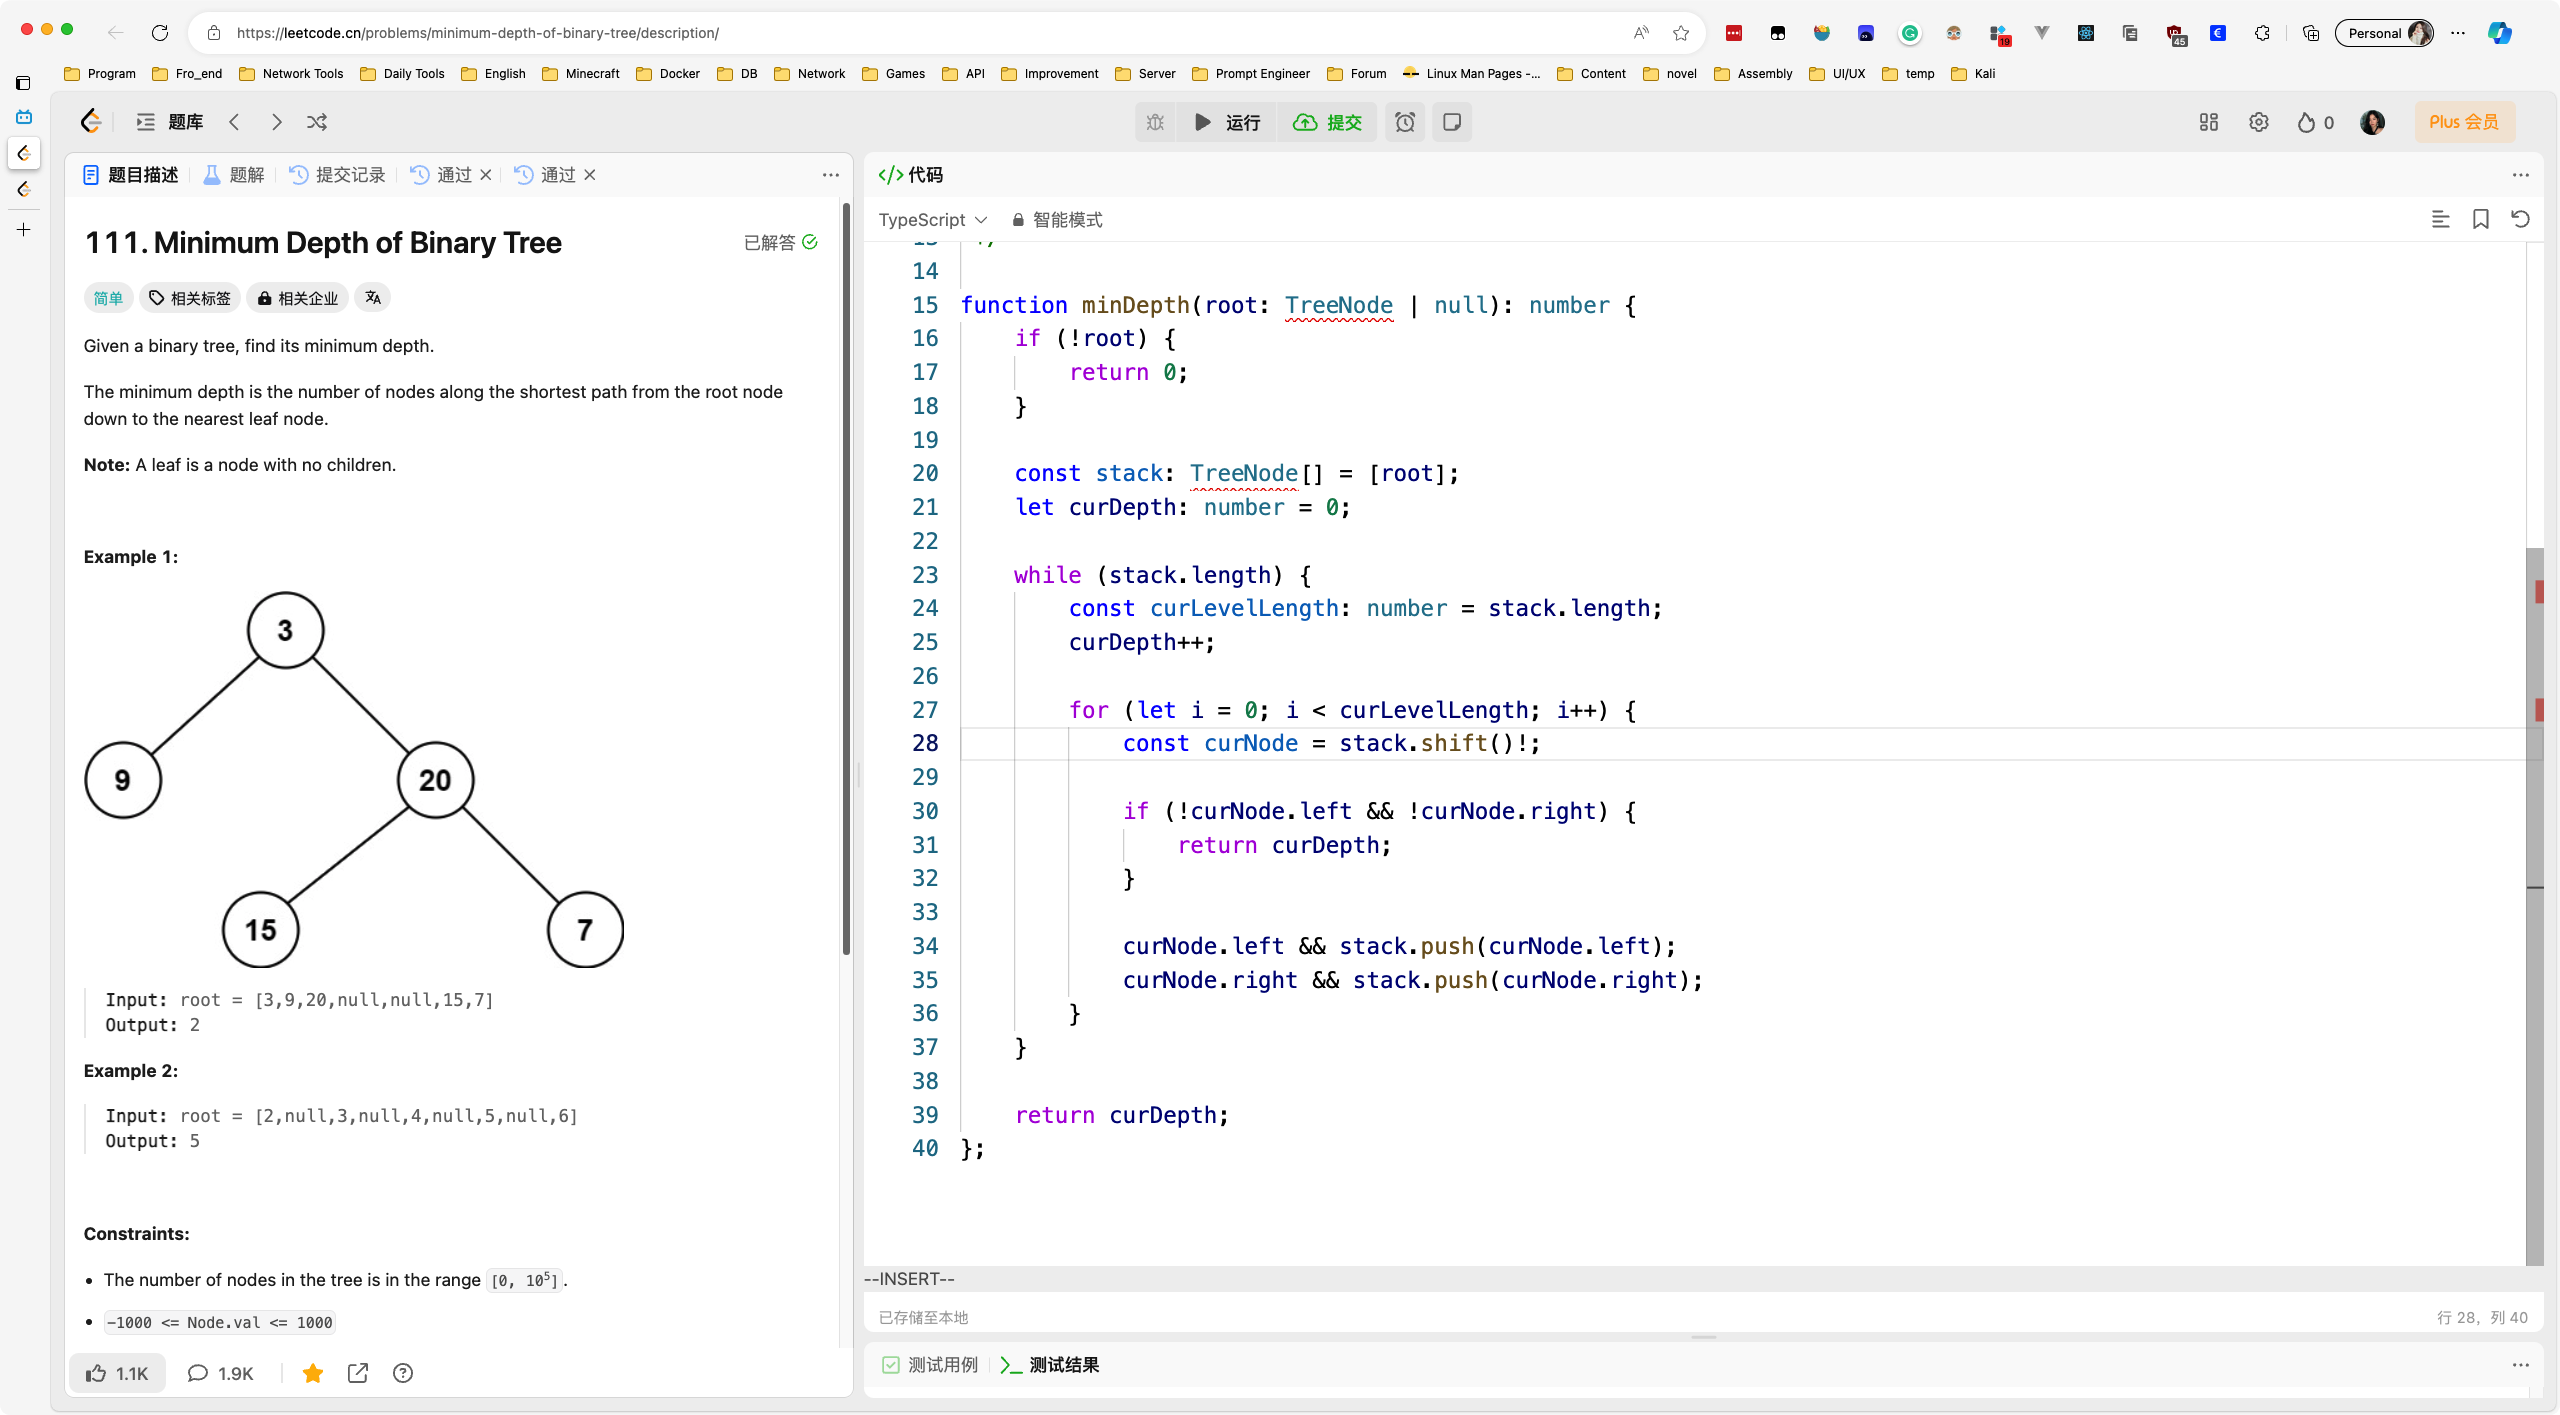 https://leetcode.cn/problems/minimum-depth-of-binary-tree/description/
19
45
Personal
Program Fro_end Network Tools Daily Tools English Minecraft Docker DB Network Games API Improvement Server Prompt Engineer Forum Linux Man Pages -... Content novel Assembly UI/UX temp Kali
题库 运行 提交 0 Plus 会员
题目描述 题解 提交记录 通过 通过
111. Minimum Depth of Binary Tree 已解答
简单 相关标签 相关企业
Given a binary tree, find its minimum depth.
The minimum depth is the number of nodes along the shortest path from the root node
down to the nearest leaf node.
Note: A leaf is a node with no children.
Example 1:
3
9
20
15
7
Input: root = [3,9,20,null,null,15,7]
Output: 2
Example 2:
Input: root = [2,null,3,null,4,null,5,null,6]
Output: 5
Constraints:
• The number of nodes in the tree is in the range [0, 10⁵].
• -1000 <= Node.val <= 1000
1.1K 1.9K
</> 代码
TypeScript 智能模式
14
15 function minDepth(root: TreeNode | null): number {
16     if (!root) {
17         return 0;
18     }
19
20     const stack: TreeNode[] = [root];
21     let curDepth: number = 0;
22
23     while (stack.length) {
24         const curLevelLength: number = stack.length;
25         curDepth++;
26
27         for (let i = 0; i < curLevelLength; i++) {
28             const curNode = stack.shift()!;
29
30             if (!curNode.left && !curNode.right) {
31                 return curDepth;
32             }
33
34             curNode.left && stack.push(curNode.left);
35             curNode.right && stack.push(curNode.right);
36         }
37     }
38
39     return curDepth;
40 };
--INSERT--
已存储至本地 行 28, 列 40
测试用例 测试结果